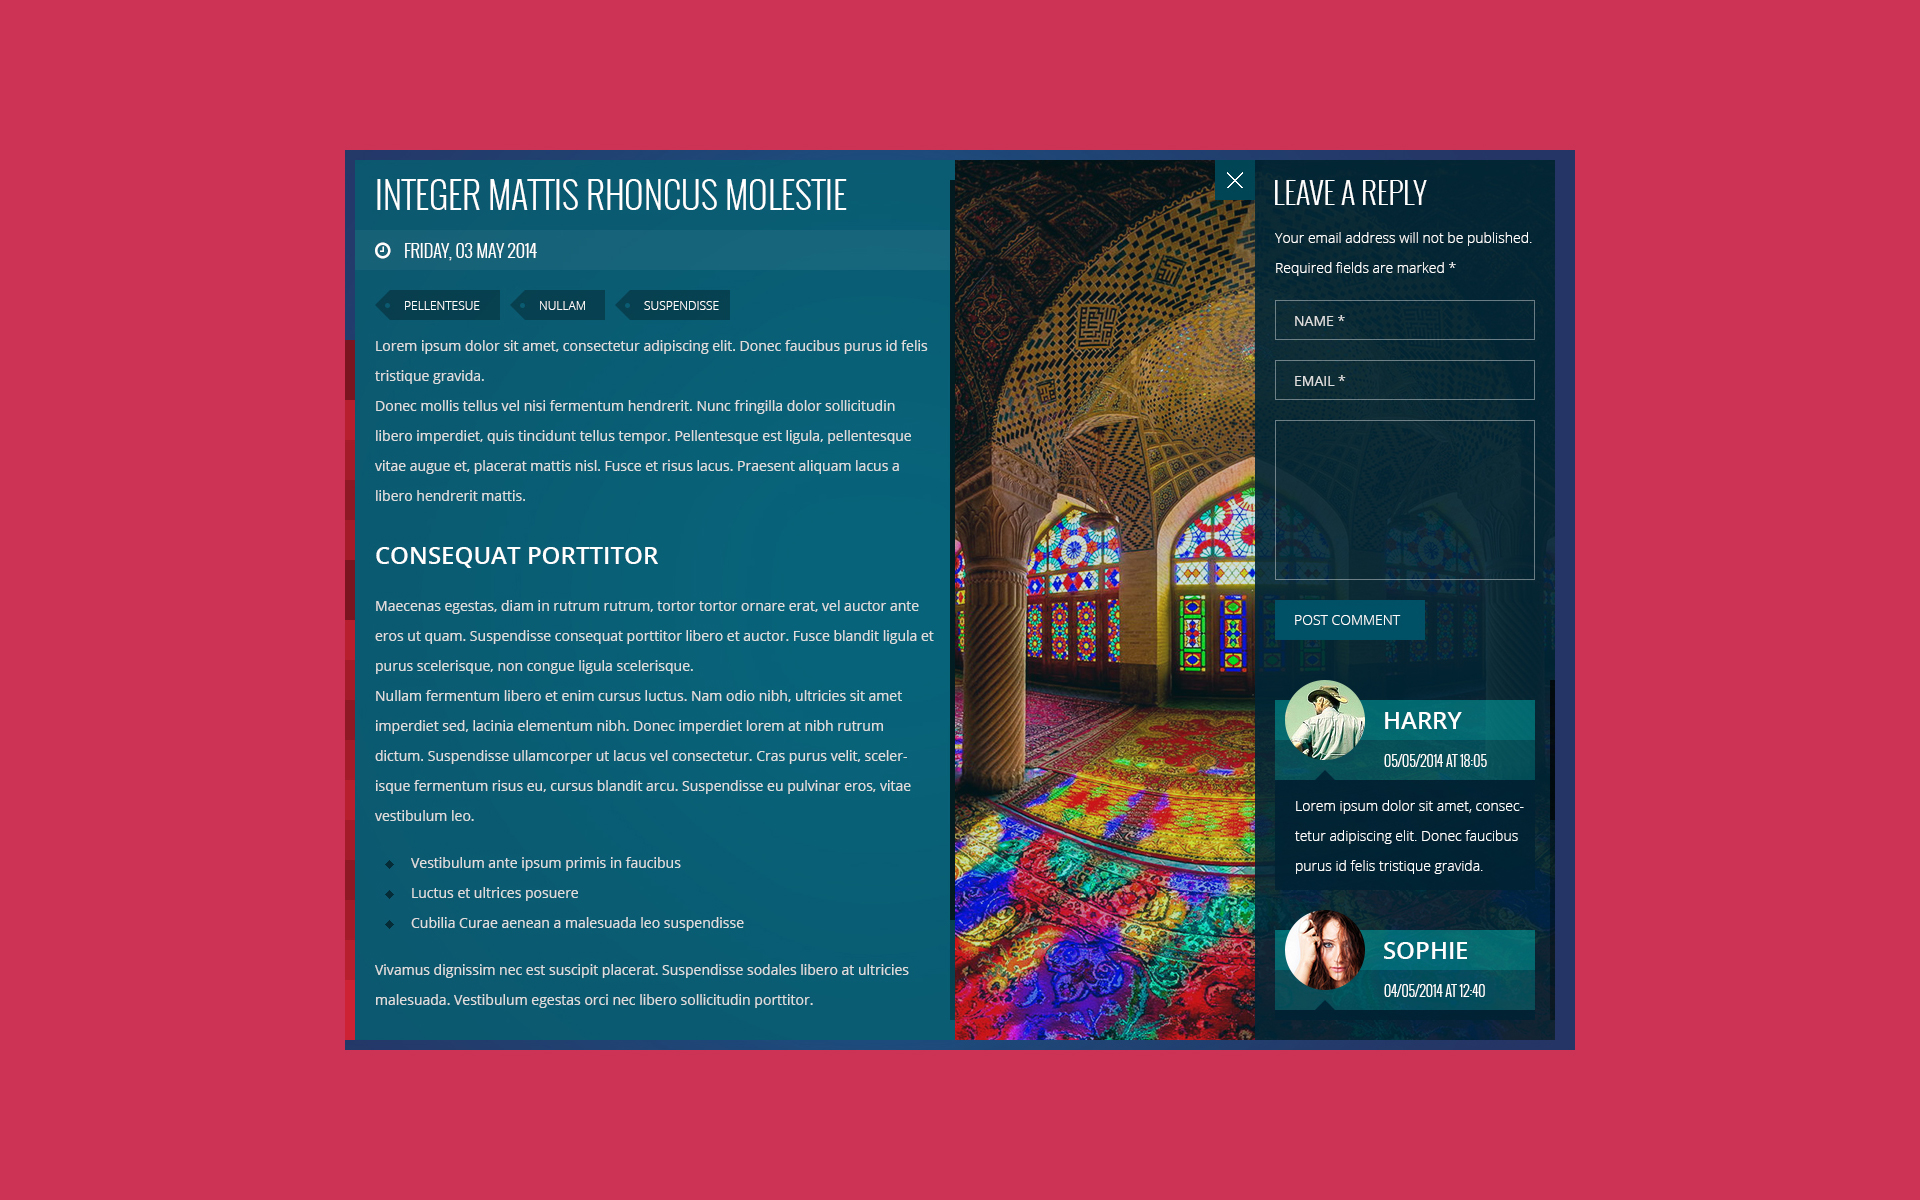 INTEGER MATTIS RHONCUS MOLESTIE
FRIDAY, 03 MAY 2014
PELLENTESUE NULLAM SUSPENDISSE
Lorem ipsum dolor sit amet, consectetur adipiscing elit. Donec faucibus purus id felis
tristique gravida.
Donec mollis tellus vel nisi fermentum hendrerit. Nunc fringilla dolor sollicitudin
libero imperdiet, quis tincidunt tellus tempor. Pellentesque est ligula, pellentesque
vitae augue et, placerat mattis nisl. Fusce et risus lacus. Praesent aliquam lacus a
libero hendrerit mattis.
CONSEQUAT PORTTITOR
Maecenas egestas, diam in rutrum rutrum, tortor tortor ornare erat, vel auctor ante
eros ut quam. Suspendisse consequat porttitor libero et auctor. Fusce blandit ligula et
purus scelerisque, non congue ligula scelerisque.
Nullam fermentum libero et enim cursus luctus. Nam odio nibh, ultricies sit amet
imperdiet sed, lacinia elementum nibh. Donec imperdiet lorem at nibh rutrum
dictum. Suspendisse ullamcorper ut lacus vel consectetur. Cras purus velit, sceler-
isque fermentum risus eu, cursus blandit arcu. Suspendisse eu pulvinar eros, vitae
vestibulum leo.
Vestibulum ante ipsum primis in faucibus
Luctus et ultrices posuere
Cubilia Curae aenean a malesuada leo suspendisse
Vivamus dignissim nec est suscipit placerat. Suspendisse sodales libero at ultricies
malesuada. Vestibulum egestas orci nec libero sollicitudin porttitor.
LEAVE A REPLY
Your email address will not be published.
Required fields are marked *
NAME *
EMAIL *
POST COMMENT
HARRY
05/05/2014 AT 18:05
Lorem ipsum dolor sit amet, consec-
tetur adipiscing elit. Donec faucibus
purus id felis tristique gravida.
SOPHIE
04/05/2014 AT 12:40